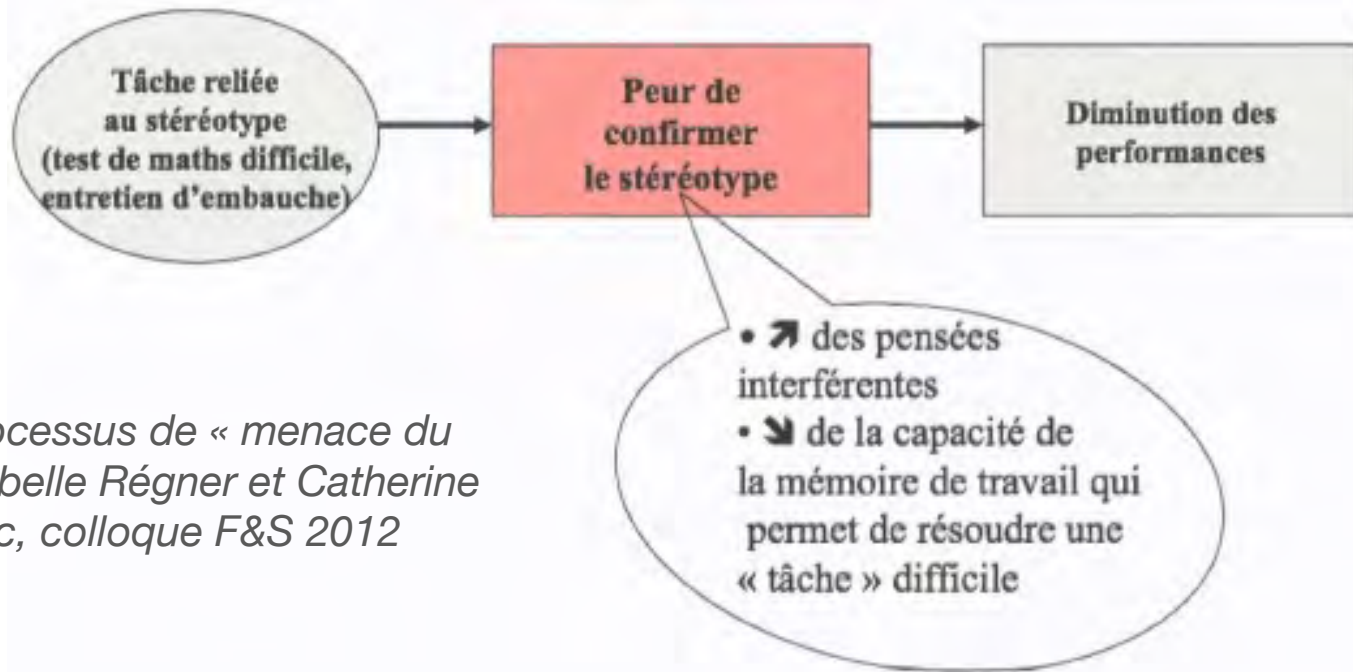 Tâche reliée
au stéréotype
(test de maths difficile,
entretien d'embauche)
Peur de
confirmer
le stéréotype
Diminution des
performances
• ↗ des pensées
interférentes
• ↘ de la capacité de
la mémoire de travail qui
permet de résoudre une
« tâche » difficile
ocessus de « menace du
belle Régner et Catherine
c, colloque F&S 2012